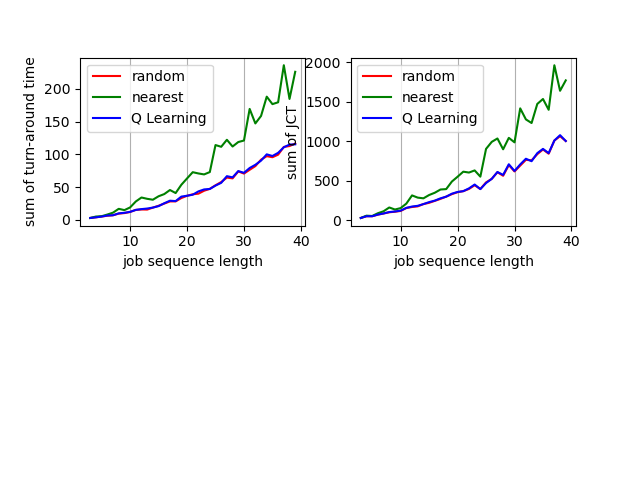 sum of turn-around time
200
150
100
50
0
random
nearest
Q Learning
10
20
30
40
job sequence length
sum of JCT
2000
1500
1000
500
0
random
nearest
Q Learning
10
20
30
40
job sequence length